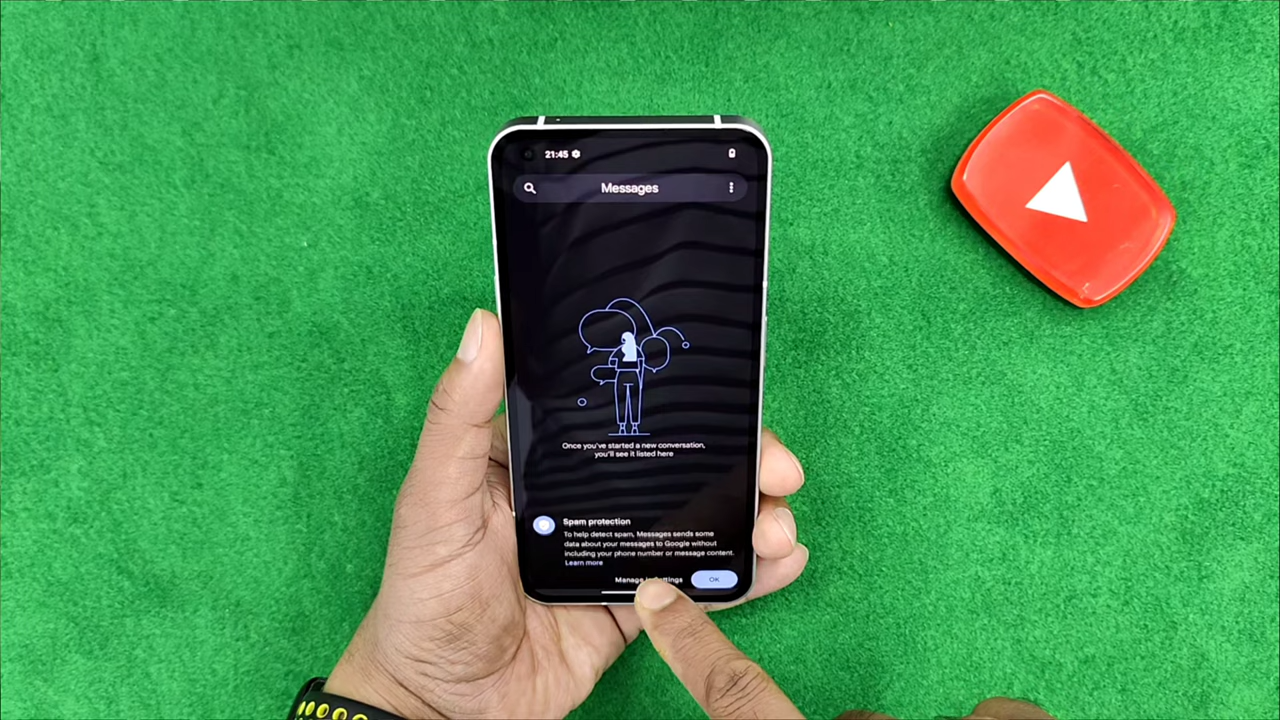 21:45
Messages
Once you've started a new conversation,
you'll see it listed here
Spam protection
To help detect spam, Messages sends some
data about your messages to Google without
including your phone number or message content.
Learn more
Manage in settings
OK